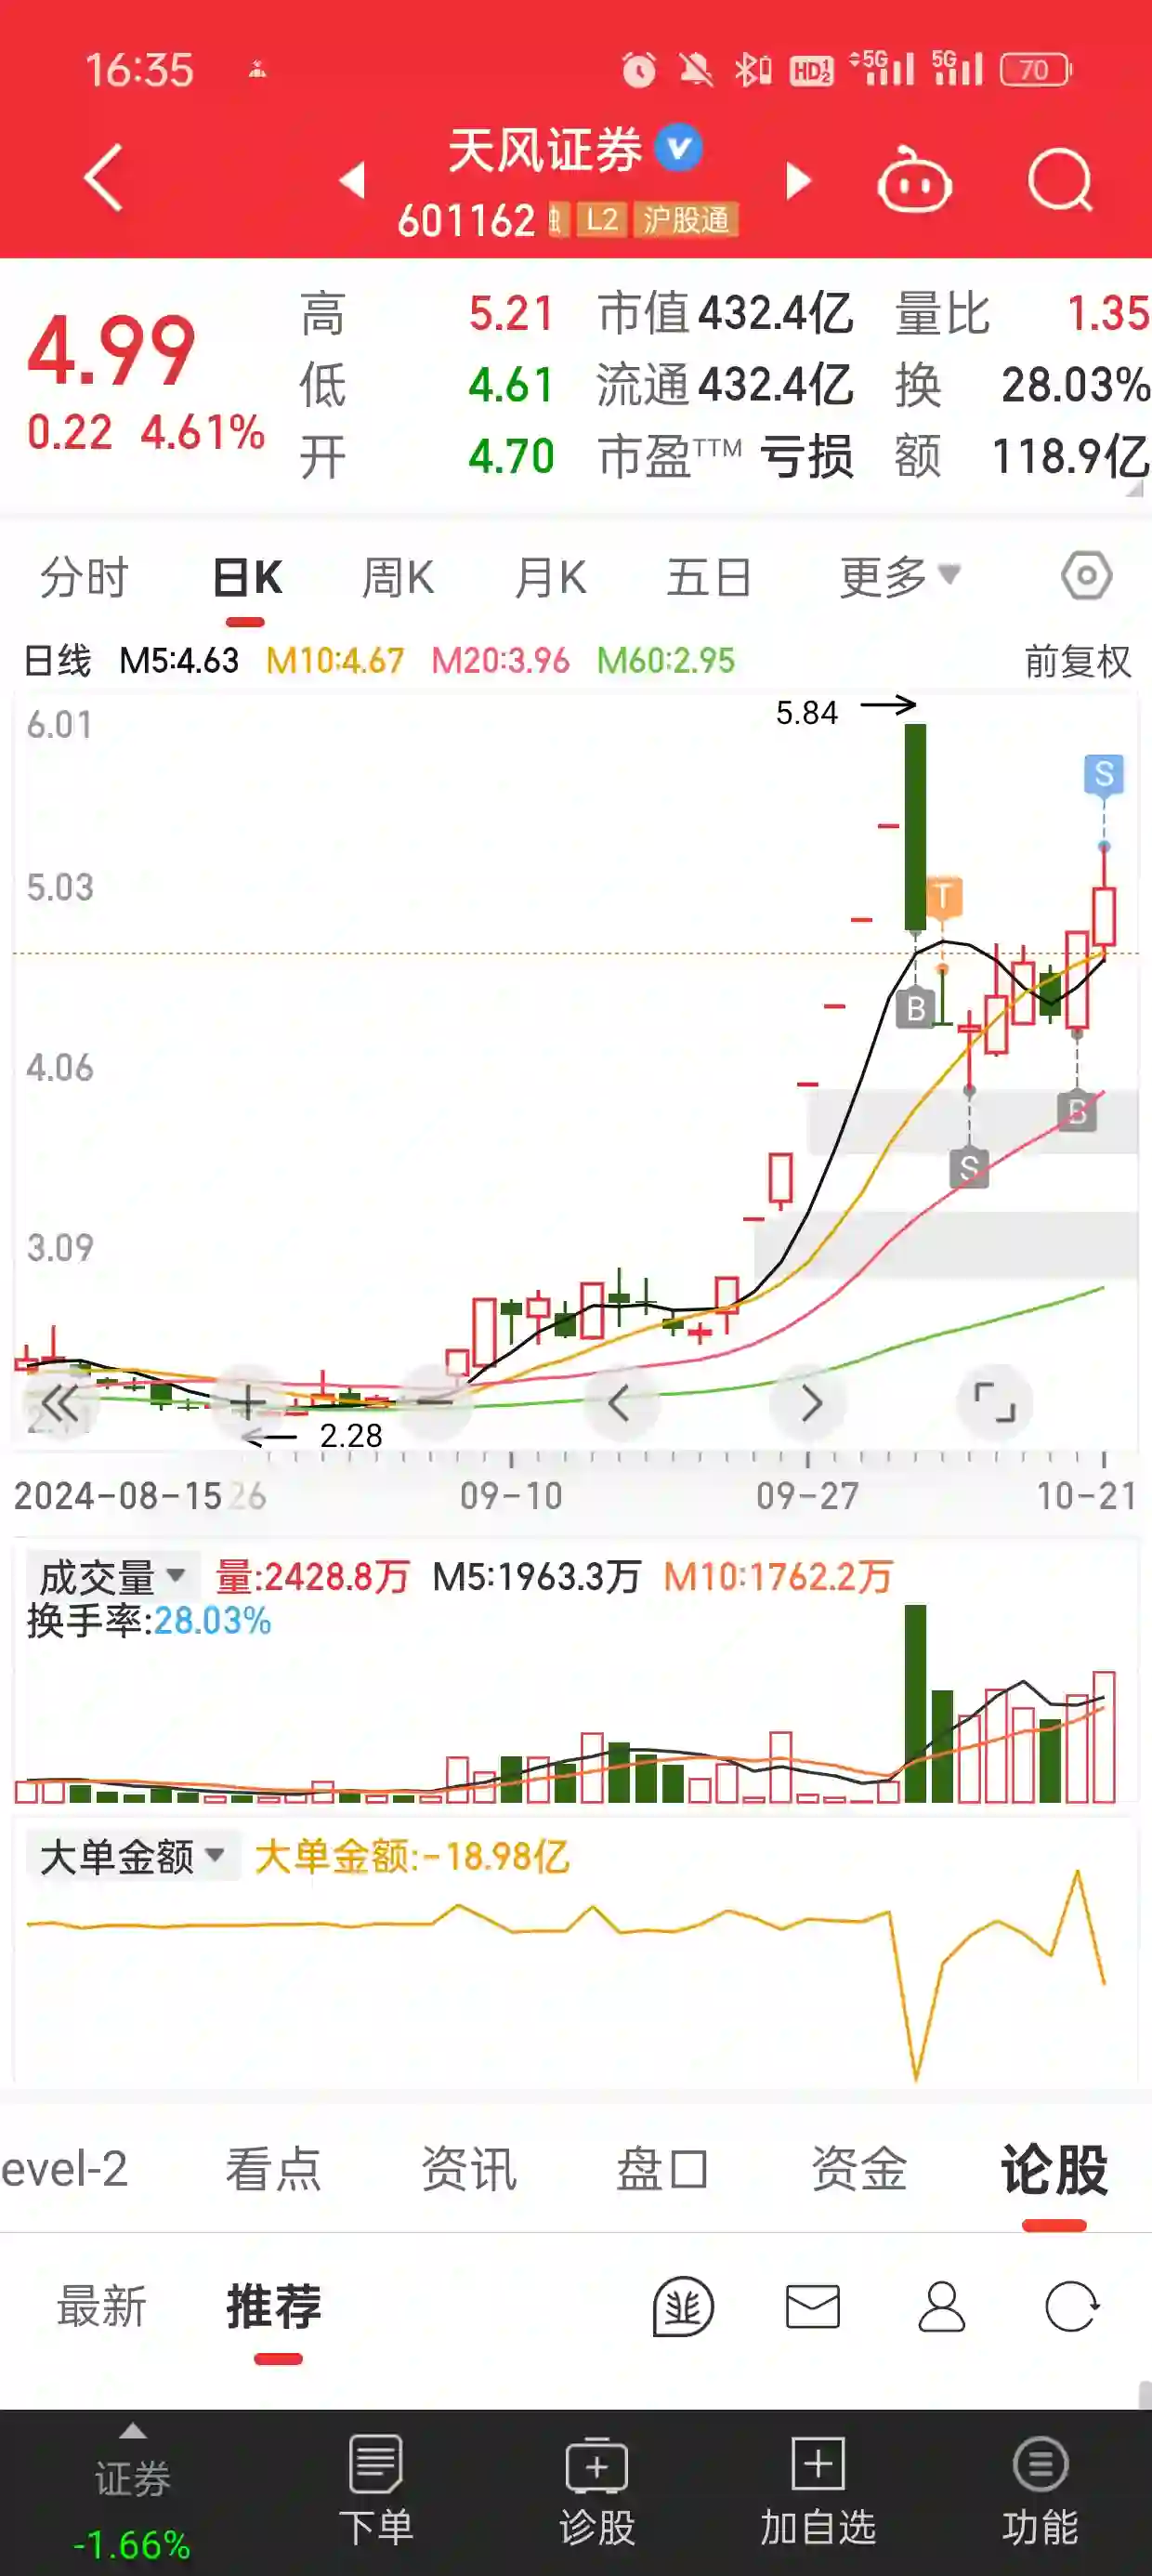 16:35 HD1 2 5G 5G 70
天风证券
601162 L2 沪股通
4.99
0.22 4.61%
高 5.21 市值 432.4亿 量比 1.35
低 4.61 流通 432.4亿 换 28.03%
开 4.70 市盈TTM 亏损 额 118.9亿
分时 日K 周K 月K 五日 更多
日线 M5:4.63 M10:4.67 M20:3.96 M60:2.95 前复权
5.84
6.01
S
5.03
T
B
4.06
B
S
3.09
2.28
2024-08-15 26 09-10 09-27 10-21
成交量 量:2428.8万 M5:1963.3万 M10:1762.2万
换手率:28.03%
大单金额 大单金额:-18.98亿
evel-2 看点 资讯 盘口 资金 论股
最新 推荐
证券 下单 诊股 加自选 功能
-1.66%